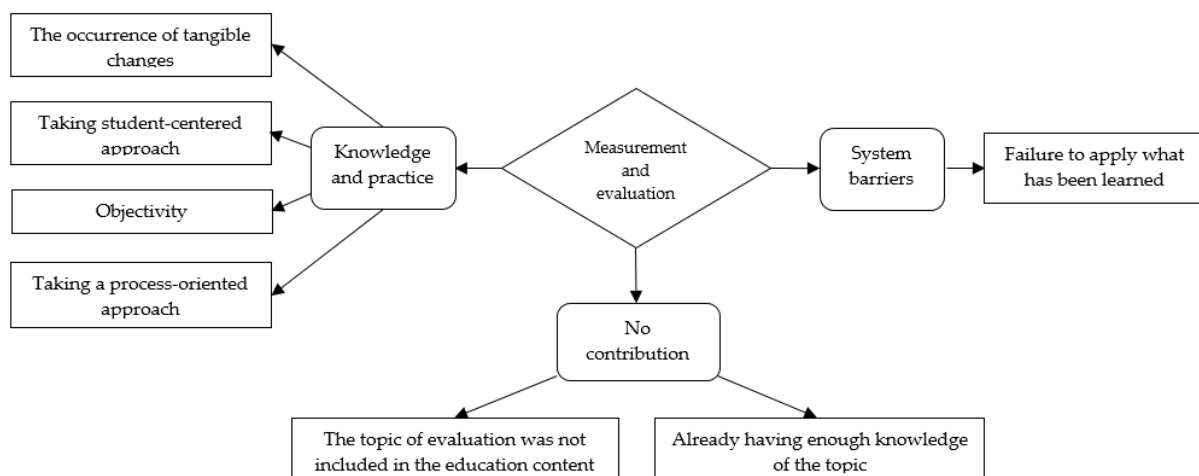 The occurrence of tangible
changes
Taking student-centered
approach
Objectivity
Taking a process-oriented
approach
Knowledge
and practice
Measurement
and
evaluation
System
barriers
Failure to apply what
has been learned
No
contribution
The topic of evaluation was not
included in the education content
Already having enough knowledge
of the topic